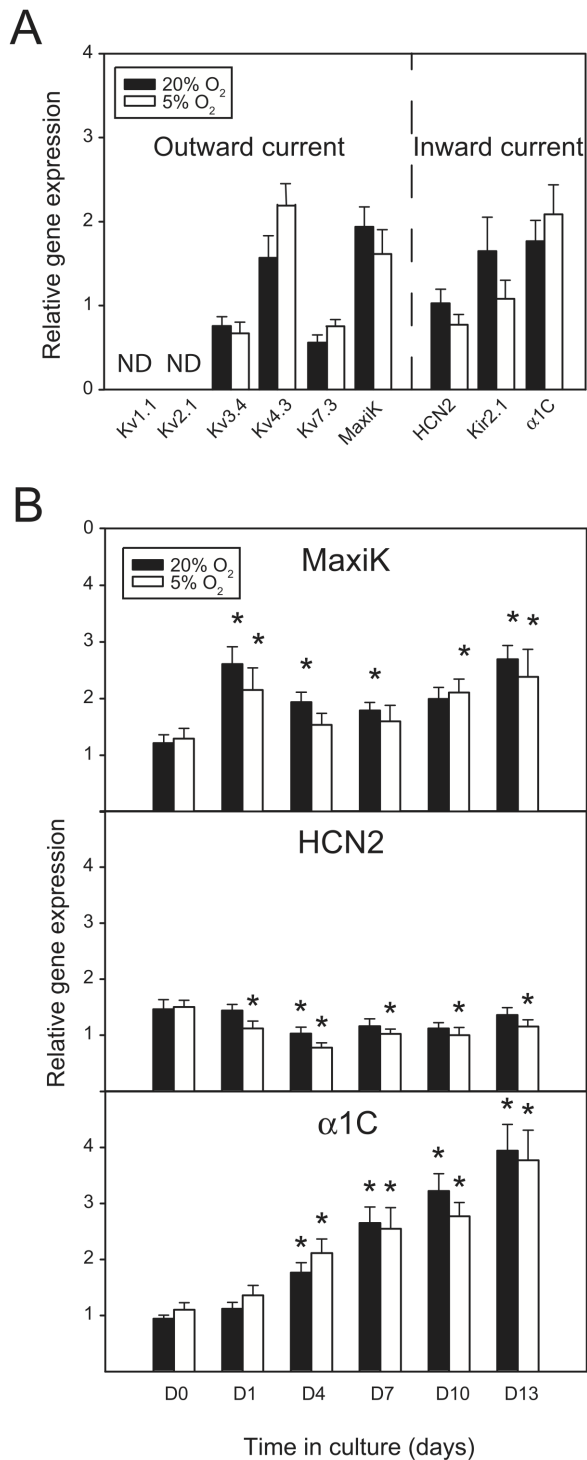 A
4
20% O2
5% O2
3
Outward current
Inward current
Relative gene expression
2
1
ND ND
0
Kv1.1 Kv2.1 Kv3.4 Kv4.3 Kv7.3 MaxiK HCN2 Kir2.1 α1C
B
0
20% O2
5% O2
MaxiK
4
3
* * * * * * *
2
1
HCN2
4
3
Relative gene expression
2
* * * * * *
1
α1C
4
* * * * * * * *
3
2
1
D0 D1 D4 D7 D10 D13
Time in culture (days)